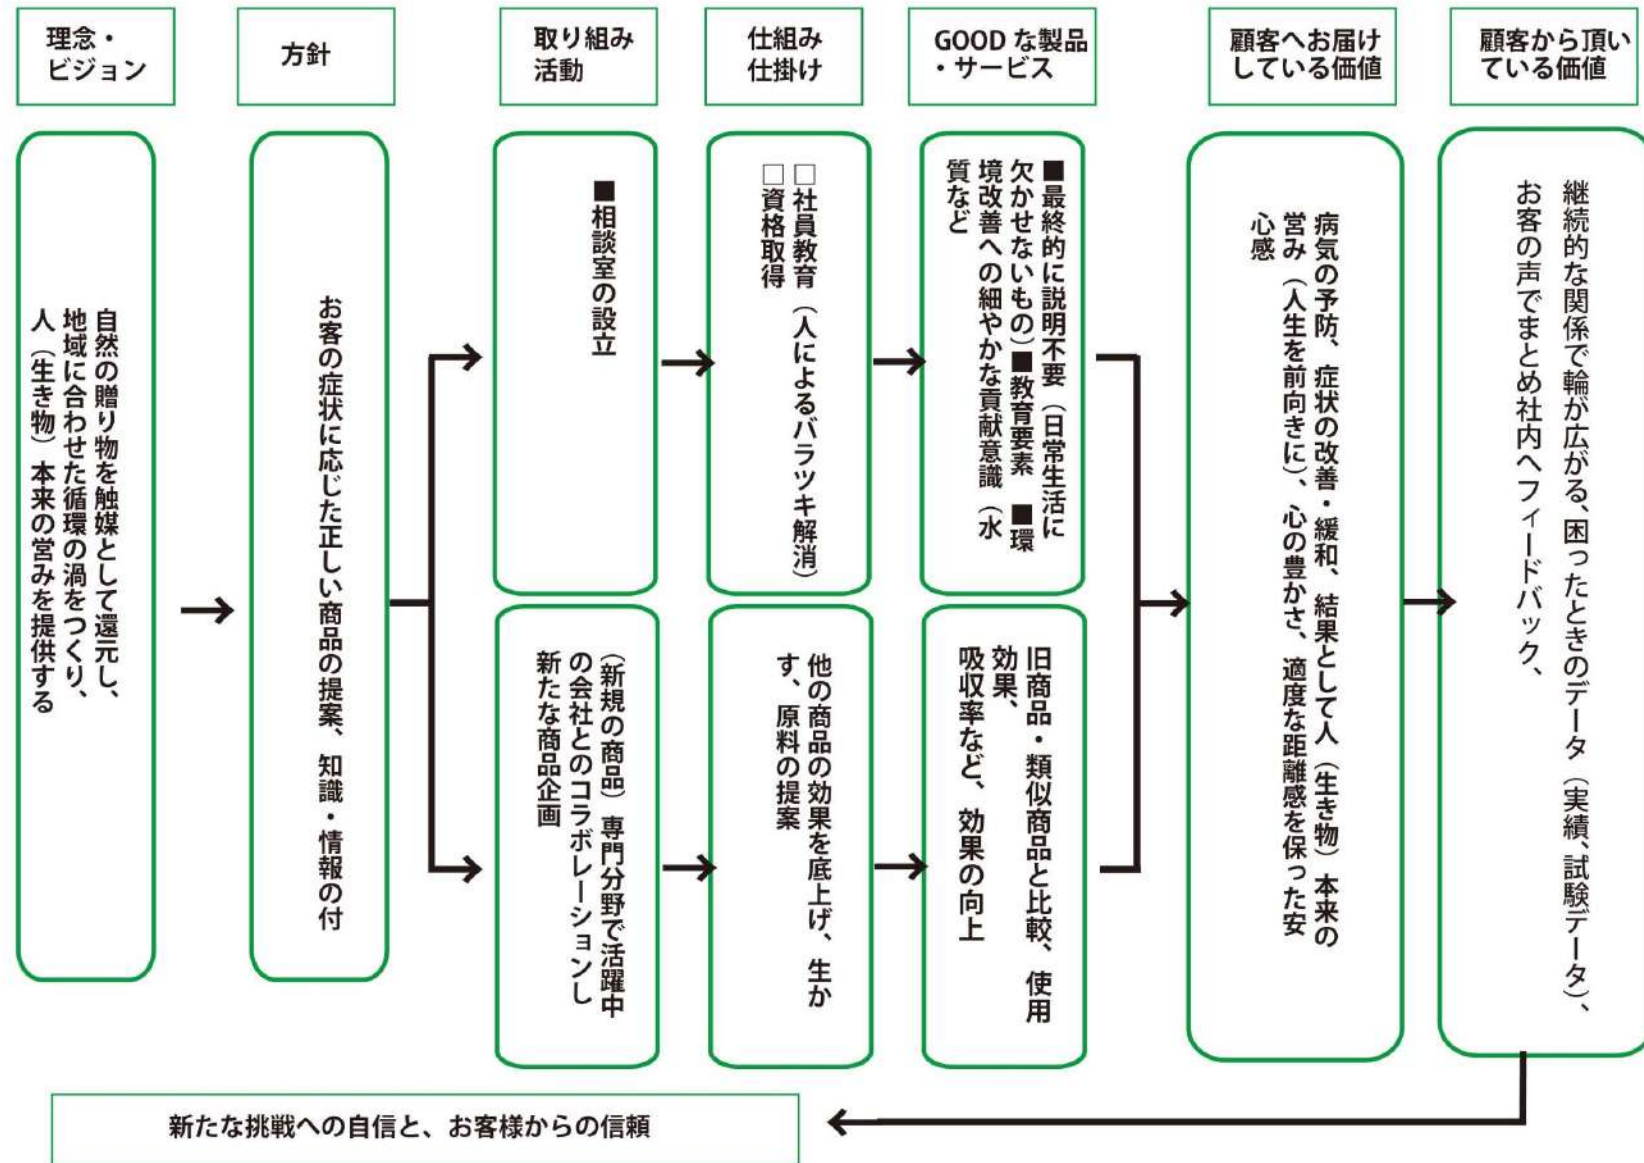 理念・
ビジョン
方針
取り組み
活動
仕組み
仕掛け
GOOD な製品
・サービス
顧客へお届け
している価値
顧客から頂い
ている価値
自然の贈り物を触媒として還元し、
地域に合わせた循環の渦をつくり、
人（生き物）本来の営みを提供する
お客の症状に応じた正しい商品の提案、知識・情報の付
■相談室の設立
□社員教育（人によるバラツキ解消）
□資格取得
■最終的に説明不要（日常生活に
欠かせないもの）■教育要素　■環
境改善への細やかな貢献意識（水
質など
（新規の商品）専門分野で活躍中
の会社とのコラボレーションし
新たな商品企画
他の商品の効果を底上げ、生か
す、原料の提案
旧商品・類似商品と比較、使用
効果、
吸収率など、効果の向上
病気の予防、症状の改善・緩和、結果として人（生き物）本来の
営み（人生を前向きに）、心の豊かさ、適度な距離感を保った安
心感
継続的な関係で輪が広がる、困ったときのデータ（実績、試験データ）、
お客の声でまとめ社内へフィードバック、
新たな挑戦への自信と、お客様からの信頼